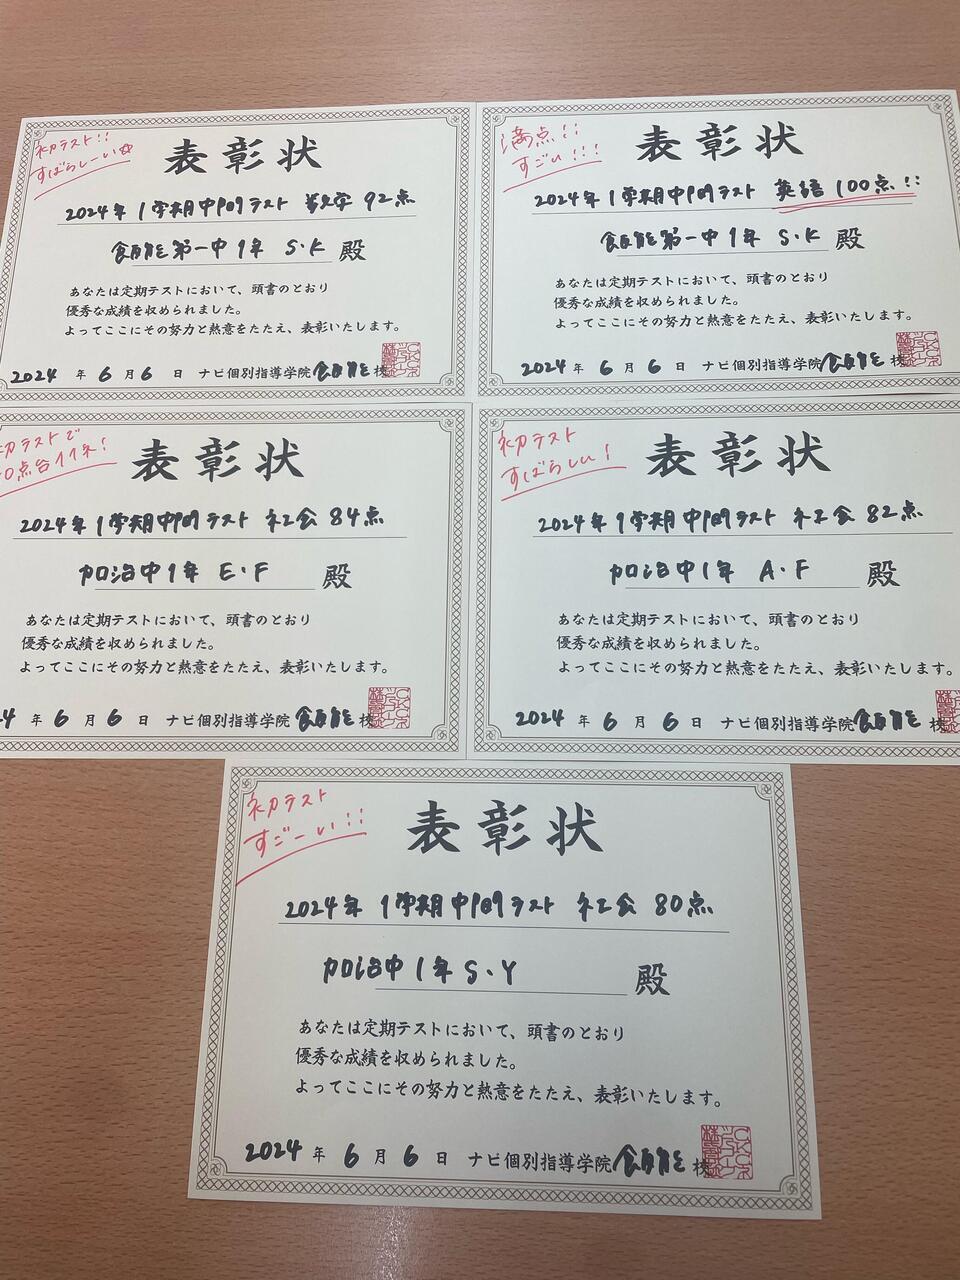 初テスト!!
すばらしーい☆
表彰状
2024年 1学期中間テスト 数学 92点
飯能第一中1年 S・K 殿
あなたは定期テストにおいて、頭書のとおり
優秀な成績を収められました。
よってここにその努力と熱意をたたえ、表彰いたします。
2024 年 6 月 6 日 ナビ個別指導学院 飯能 校
満点!!
すごい!!!
表彰状
2024年 1学期中間テスト 英語 100点!!
飯能第一中1年 S・K 殿
あなたは定期テストにおいて、頭書のとおり
優秀な成績を収められました。
よってここにその努力と熱意をたたえ、表彰いたします。
2024 年 6 月 6 日 ナビ個別指導学院 飯能 校
初テストで
0点台
表彰状
2024年 1学期中間テスト 社会 84点
加治中1年 E・F 殿
あなたは定期テストにおいて、頭書のとおり
優秀な成績を収められました。
よってここにその努力と熱意をたたえ、表彰いたします。
4 年 6 月 6 日 ナビ個別指導学院 飯能 校
初テスト
すばらしい!
表彰状
2024年 1学期中間テスト 社会 82点
加治中1年 A・F 殿
あなたは定期テストにおいて、頭書のとおり
優秀な成績を収められました。
よってここにその努力と熱意をたたえ、表彰いたします。
2024 年 6 月 6 日 ナビ個別指導学院 飯能 校
初テスト
すごーい!!
表彰状
2024年 1学期中間テスト 社会 80点
加治中1年 S・Y 殿
あなたは定期テストにおいて、頭書のとおり
優秀な成績を収められました。
よってここにその努力と熱意をたたえ、表彰いたします。
2024 年 6 月 6 日 ナビ個別指導学院 飯能 校